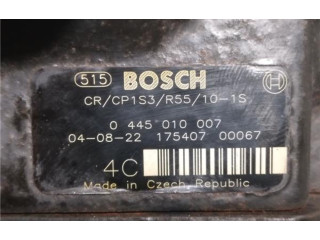 515 BOSCH
CR/CP1S3/R55/10-1S
0 445 010 007
04-08-22 175407 00067
4C
Made in Czech Republic